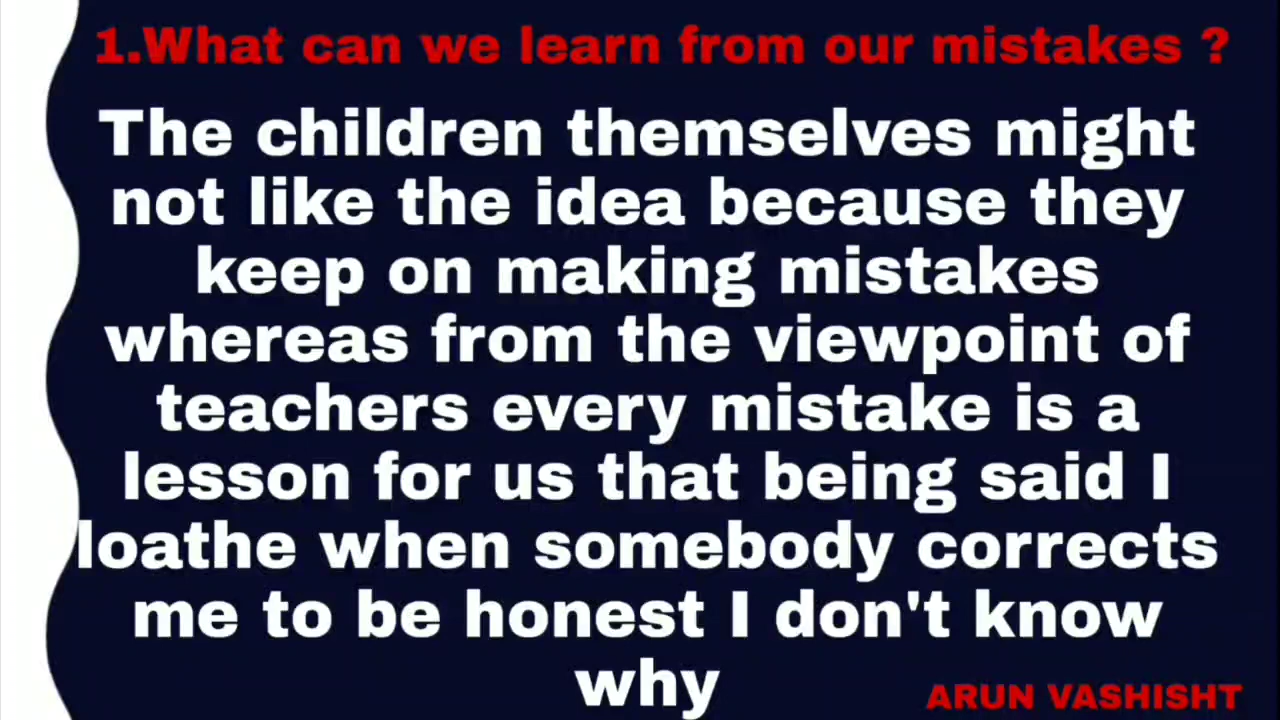 1.What can we learn from our mistakes ?
The children themselves might
not like the idea because they
keep on making mistakes
whereas from the viewpoint of
teachers every mistake is a
lesson for us that being said I
loathe when somebody corrects
me to be honest I don't know
why
ARUN VASHISHT